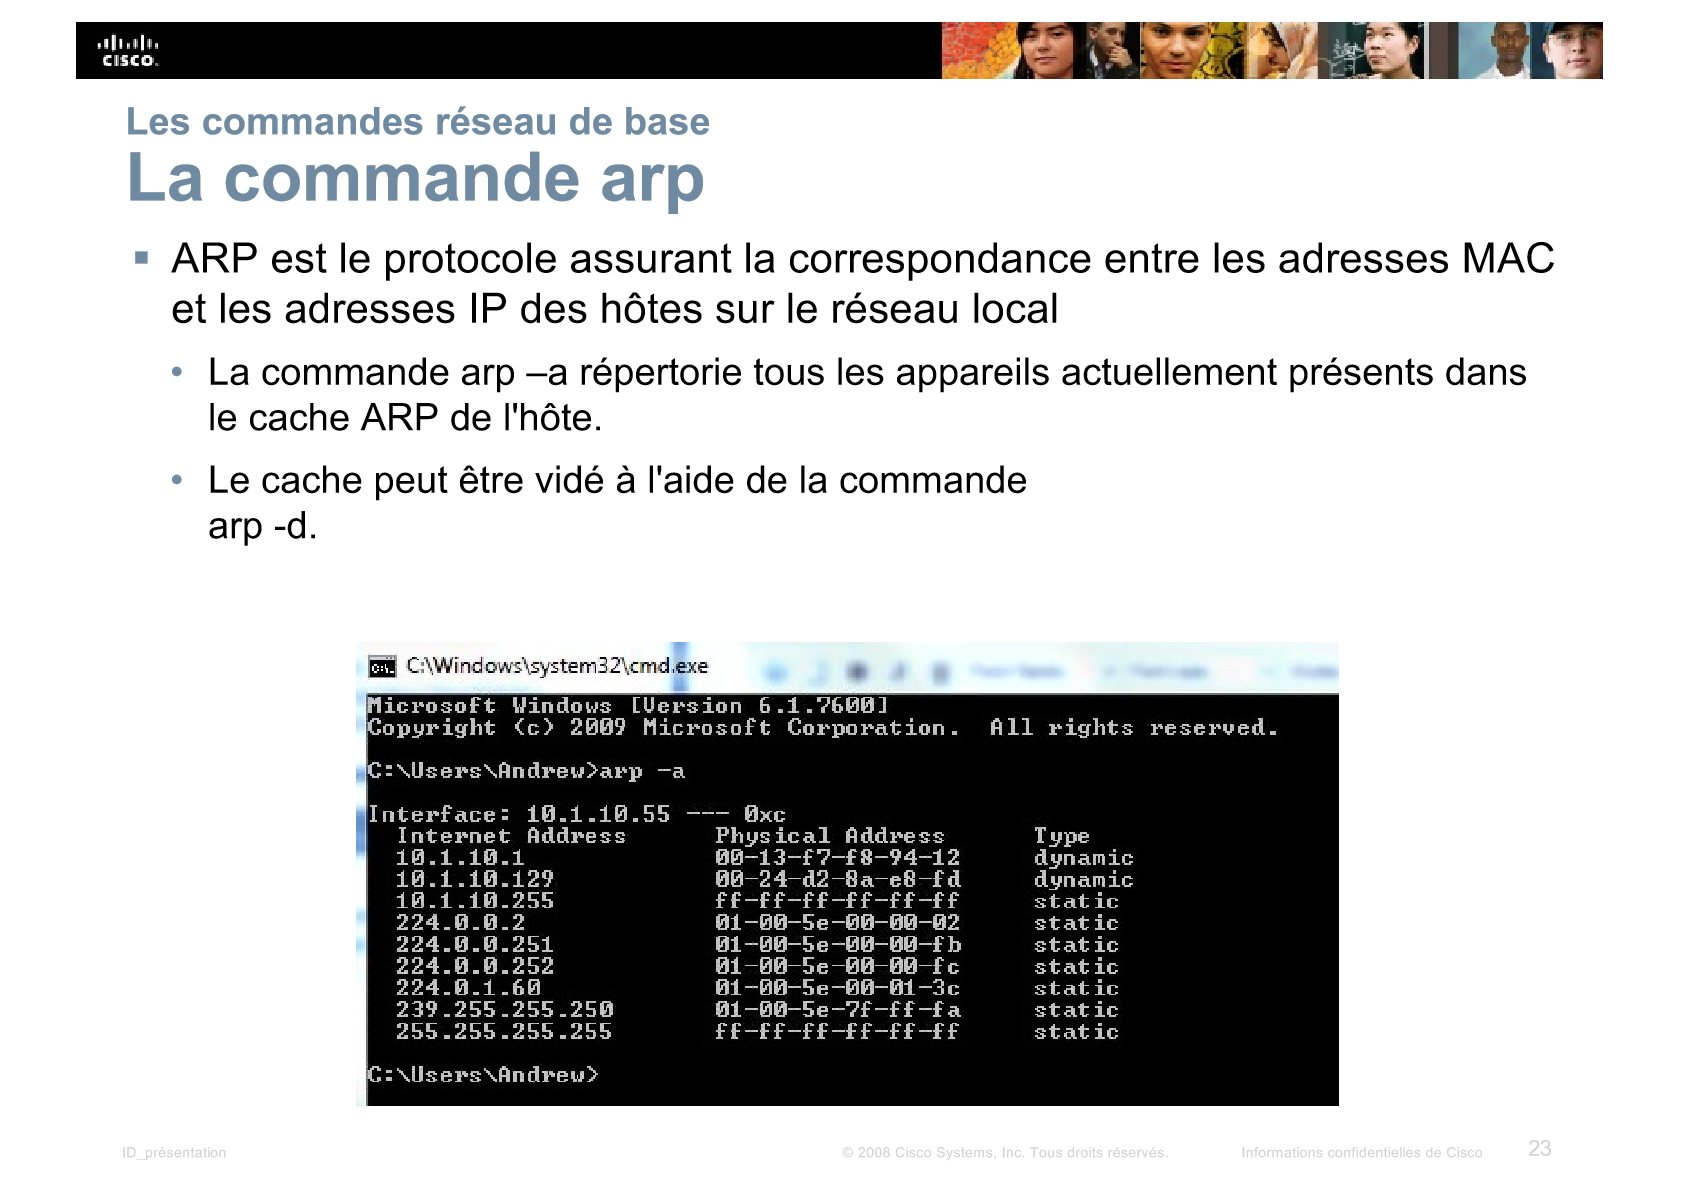 CISCO.
Les commandes réseau de base
La commande arp
▪ ARP est le protocole assurant la correspondance entre les adresses MAC
et les adresses IP des hôtes sur le réseau local
• La commande arp –a répertorie tous les appareils actuellement présents dans
le cache ARP de l'hôte.
• Le cache peut être vidé à l'aide de la commande
arp -d.
C:\Windows\system32\cmd.exe
Microsoft Windows [Version 6.1.7600]
Copyright (c) 2009 Microsoft Corporation.  All rights reserved.
C:\Users\Andrew>arp -a
Interface: 10.1.10.55 --- 0xc
Internet Address Physical Address Type
10.1.10.1 00-13-f7-f8-94-12 dynamic
10.1.10.129 00-24-d2-8a-e8-fd dynamic
10.1.10.255 ff-ff-ff-ff-ff-ff static
224.0.0.2 01-00-5e-00-00-02 static
224.0.0.251 01-00-5e-00-00-fb static
224.0.0.252 01-00-5e-00-00-fc static
224.0.1.60 01-00-5e-00-01-3c static
239.255.255.250 01-00-5e-7f-ff-fa static
255.255.255.255 ff-ff-ff-ff-ff-ff static
C:\Users\Andrew>
ID_présentation © 2008 Cisco Systems, Inc. Tous droits réservés. Informations confidentielles de Cisco 23